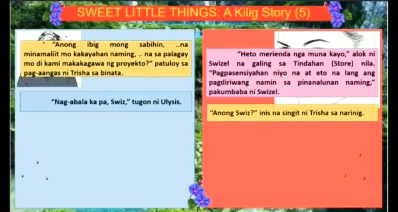 SWEET LITTLE THINGS: A Kilig Story (5)
' "Anong ibig mong sabihin, ..na
minamaliit mo kakayahan naming, .. na sa palagay
mo di kami makakagawa ng proyekto?" patuloy sa
pag-aangas ni Trisha sa binata.
"Nag-abala ka pa, Swiz," tugon ni Ulysis.
"Heto merienda nga muna kayo," alok ni
Swizel na galing sa Tindahan (Store) nila.
"Pagpasensiyahan niyo na at eto na lang ang
pagdiriwang namin sa pinanalunan naming,"
pakumbaba ni Swizel.
"Anong Swiz?" inis na singit ni Trisha sa narinig.